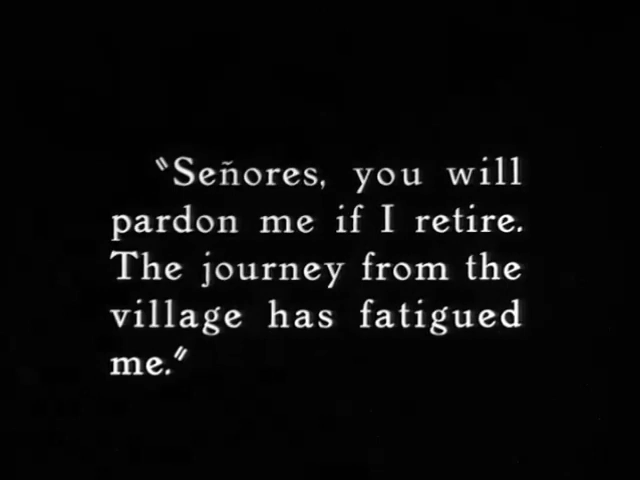 "Señores, you will
pardon me if I retire.
The journey from the
village has fatigued
me."